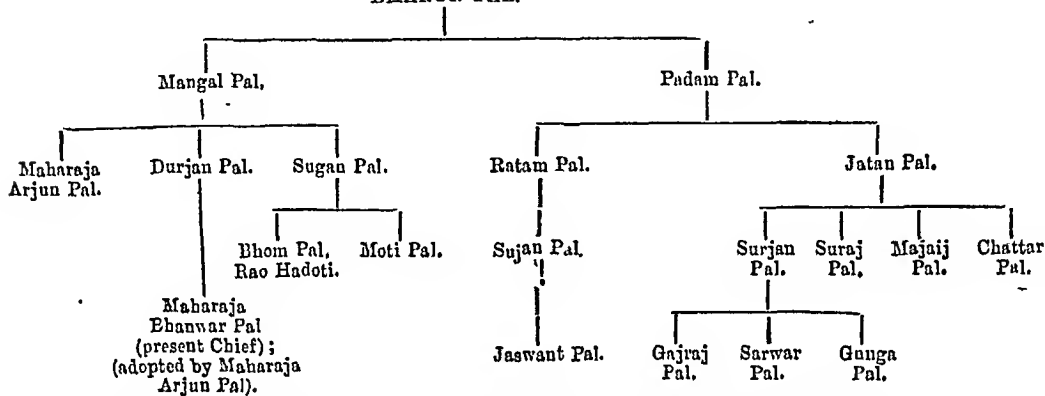 Mangal Pal,
Padam Pal.
Maharaja
Arjun Pal.
Durjan Pal.
Sugan Pal.
Ratam Pal.
Jatan Pal.
Bhom Pal,
Rao Hadoti.
Moti Pal.
Sujan Pal,
Surjan
Pal.
Suraj
Pal,
Majaij
Pal.
Chattar
Pal.
Maharaja
Bhanwar Pal
(present Chief);
(adopted by Maharaja
Arjun Pal).
Jaswant Pal.
Gajraj
Pal.
Sarwar
Pal.
Gunga
Pal.